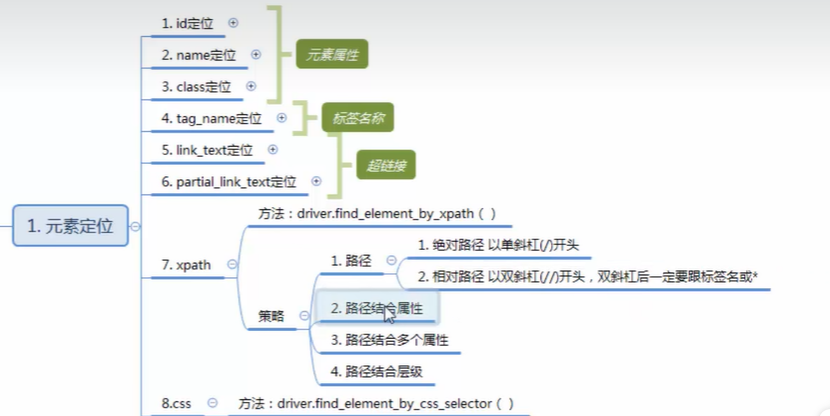 1. id定位
2. name定位
元素属性
3. class定位
4. tag_name定位
标签名称
5. link_text定位
超链接
6. partial_link_text定位
1. 元素定位
方法：driver.find_element_by_xpath（ ）
7. xpath
1. 路径
1. 绝对路径 以单斜杠(/)开头
2. 相对路径 以双斜杠(//)开头，双斜杠后一定要跟标签名或*
策略
2. 路径结合属性
3. 路径结合多个属性
4. 路径结合层级
8.css
方法：driver.find_element_by_css_selector（ ）